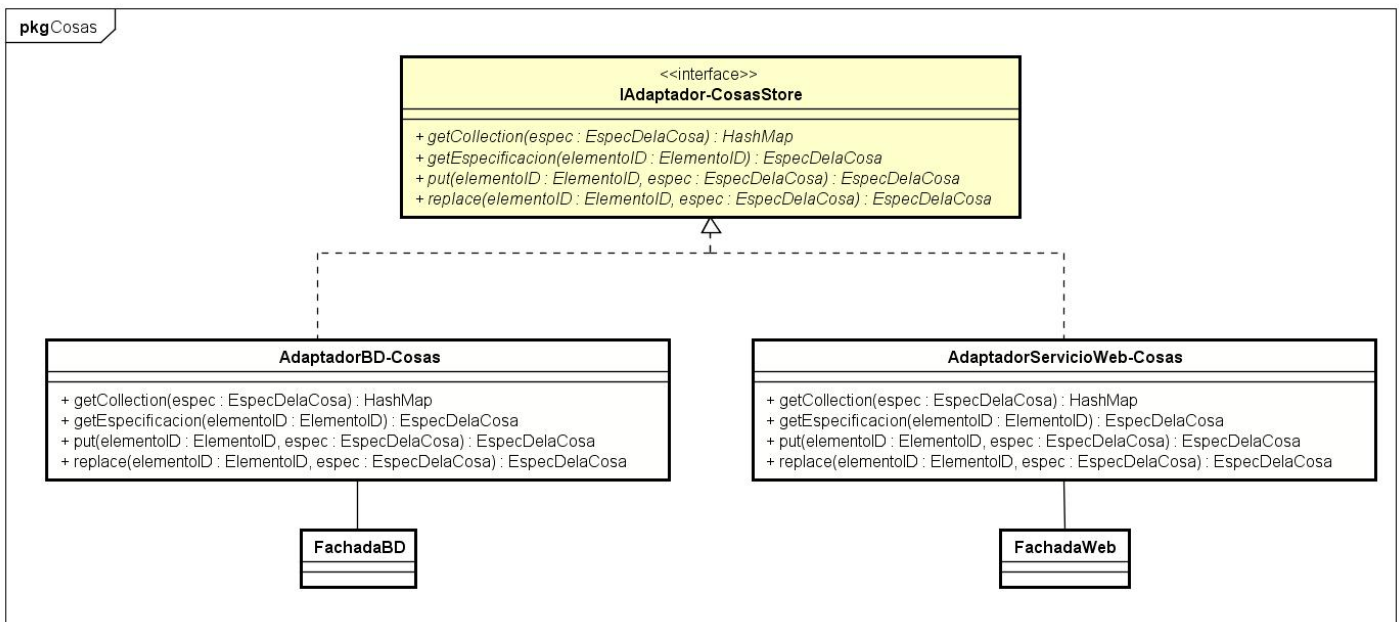 pkgCosas
<<interface>>
IAdaptador-CosasStore
+ getCollection(espec : EspecDelaCosa) : HashMap
+ getEspecificacion(elementoID : ElementoID) : EspecDelaCosa
+ put(elementoID : ElementoID, espec : EspecDelaCosa) : EspecDelaCosa
+ replace(elementoID : ElementoID, espec : EspecDelaCosa) : EspecDelaCosa
AdaptadorBD-Cosas
+ getCollection(espec : EspecDelaCosa) : HashMap
+ getEspecificacion(elementoID : ElementoID) : EspecDelaCosa
+ put(elementoID : ElementoID, espec : EspecDelaCosa) : EspecDelaCosa
+ replace(elementoID : ElementoID, espec : EspecDelaCosa) : EspecDelaCosa
AdaptadorServicioWeb-Cosas
+ getCollection(espec : EspecDelaCosa) : HashMap
+ getEspecificacion(elementoID : ElementoID) : EspecDelaCosa
+ put(elementoID : ElementoID, espec : EspecDelaCosa) : EspecDelaCosa
+ replace(elementoID : ElementoID, espec : EspecDelaCosa) : EspecDelaCosa
FachadaBD
FachadaWeb